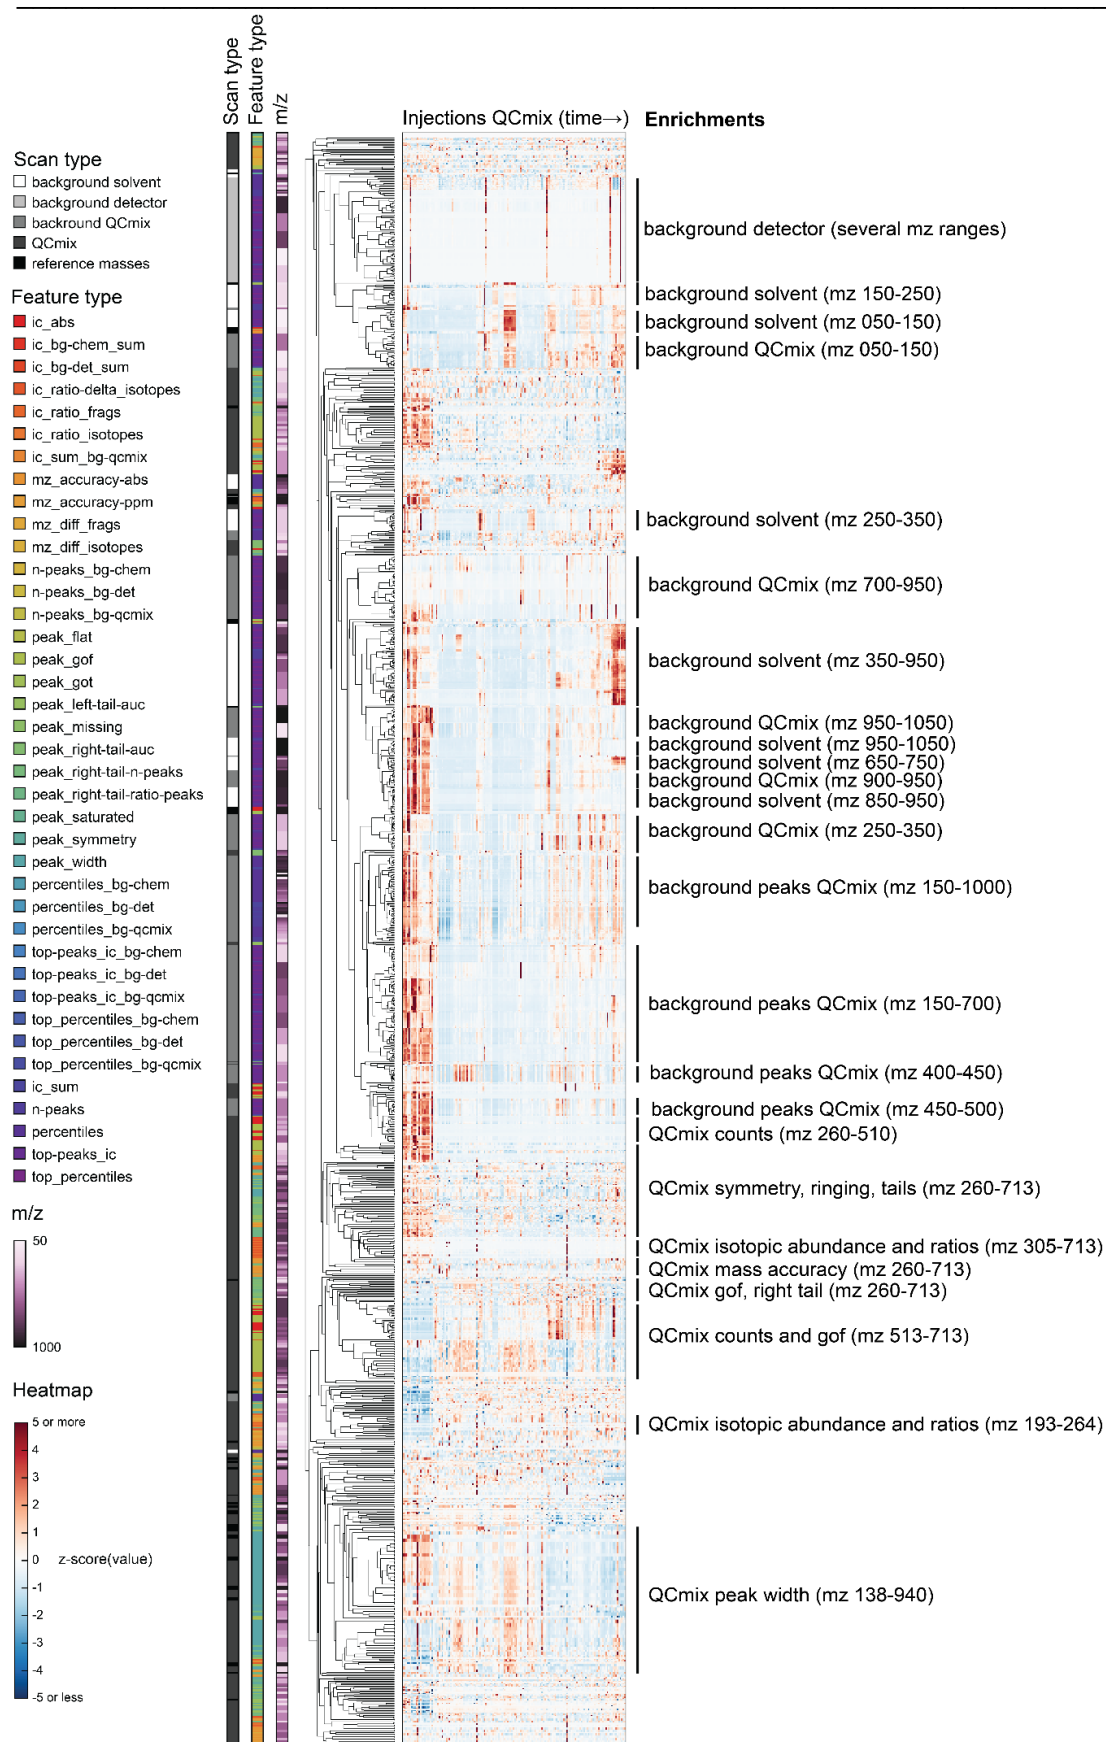 Scan type
Feature type
m/z
Injections QCmix (time→)
Enrichments
Scan type
background solvent
background detector
backround QCmix
QCmix
reference masses
Feature type
ic_abs
ic_bg-chem_sum
ic_bg-det_sum
ic_ratio-delta_isotopes
ic_ratio_frags
ic_ratio_isotopes
ic_sum_bg-qcmix
mz_accuracy-abs
mz_accuracy-ppm
mz_diff_frags
mz_diff_isotopes
n-peaks_bg-chem
n-peaks_bg-det
n-peaks_bg-qcmix
peak_flat
peak_gof
peak_got
peak_left-tail-auc
peak_missing
peak_right-tail-auc
peak_right-tail-n-peaks
peak_right-tail-ratio-peaks
peak_saturated
peak_symmetry
peak_width
percentiles_bg-chem
percentiles_bg-det
percentiles_bg-qcmix
top-peaks_ic_bg-chem
top-peaks_ic_bg-det
top-peaks_ic_bg-qcmix
top_percentiles_bg-chem
top_percentiles_bg-det
top_percentiles_bg-qcmix
ic_sum
n-peaks
percentiles
top-peaks_ic
top_percentiles
m/z
50
1000
Heatmap
5 or more
4
3
2
1
0 z-score(value)
-1
-2
-3
-4
-5 or less
background detector (several mz ranges)
background solvent (mz 150-250)
background solvent (mz 050-150)
background QCmix (mz 050-150)
background solvent (mz 250-350)
background QCmix (mz 700-950)
background solvent (mz 350-950)
background QCmix (mz 950-1050)
background solvent (mz 950-1050)
background solvent (mz 650-750)
background QCmix (mz 900-950)
background solvent (mz 850-950)
background QCmix (mz 250-350)
background peaks QCmix (mz 150-1000)
background peaks QCmix (mz 150-700)
background peaks QCmix (mz 400-450)
background peaks QCmix (mz 450-500)
QCmix counts (mz 260-510)
QCmix symmetry, ringing, tails (mz 260-713)
QCmix isotopic abundance and ratios (mz 305-713)
QCmix mass accuracy (mz 260-713)
QCmix gof, right tail (mz 260-713)
QCmix counts and gof (mz 513-713)
QCmix isotopic abundance and ratios (mz 193-264)
QCmix peak width (mz 138-940)